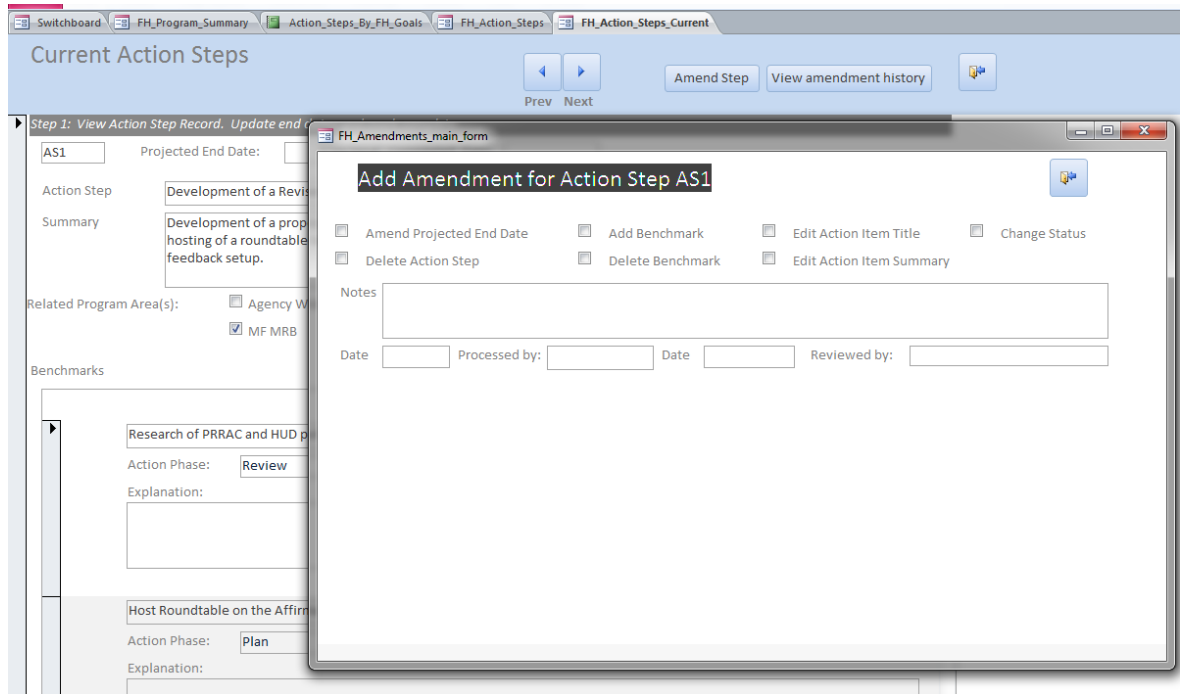 Switchboard FH_Program_Summary Action_Steps_By_FH_Goals FH_Action_Steps FH_Action_Steps_Current
Current Action Steps
Prev Next
Amend Step View amendment history
Step 1: View Action Step Record. Update end
AS1 Projected End Date:
Action Step Development of a Revis
Summary Development of a prop
hosting of a roundtable
feedback setup.
Related Program Area(s): Agency W
MF MRB
Benchmarks
Research of PRRAC and HUD p
Action Phase: Review
Explanation:
Host Roundtable on the Affirm
Action Phase: Plan
Explanation:
FH_Amendments_main_form
Add Amendment for Action Step AS1
Amend Projected End Date Add Benchmark Edit Action Item Title Change Status
Delete Action Step Delete Benchmark Edit Action Item Summary
Notes
Date Processed by: Date Reviewed by: